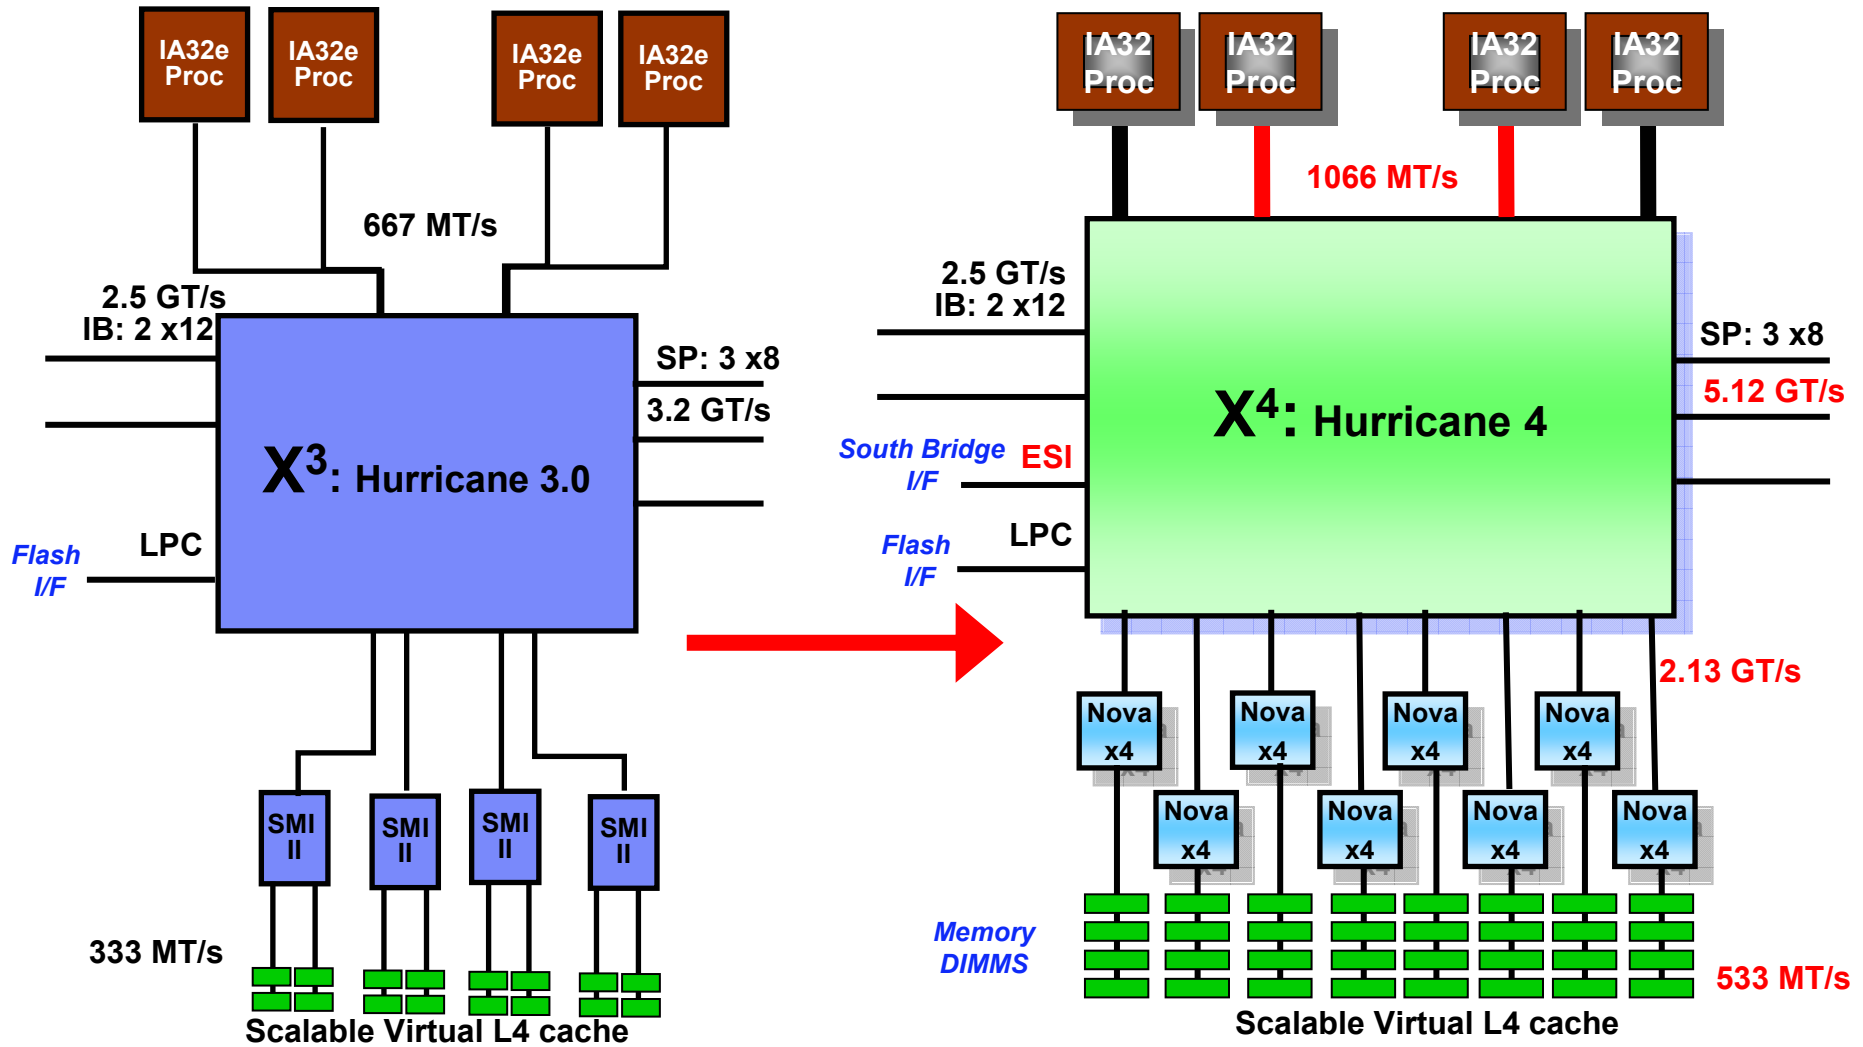 IA32e
Proc
IA32e
Proc
IA32e
Proc
IA32e
Proc
667 MT/s
2.5 GT/s
IB: 2 x12
SP: 3 x8
3.2 GT/s
X3: Hurricane 3.0
LPC
Flash
I/F
SMI
II
SMI
II
SMI
II
SMI
II
333 MT/s
Scalable Virtual L4 cache
IA32
Proc
IA32
Proc
IA32
Proc
IA32
Proc
1066 MT/s
2.5 GT/s
IB: 2 x12
SP: 3 x8
5.12 GT/s
X4: Hurricane 4
South Bridge
I/F
ESI
LPC
Flash
I/F
2.13 GT/s
Nova
x4
Nova
x4
Nova
x4
Nova
x4
Nova
x4
Nova
x4
Nova
x4
Nova
x4
Memory
DIMMS
533 MT/s
Scalable Virtual L4 cache